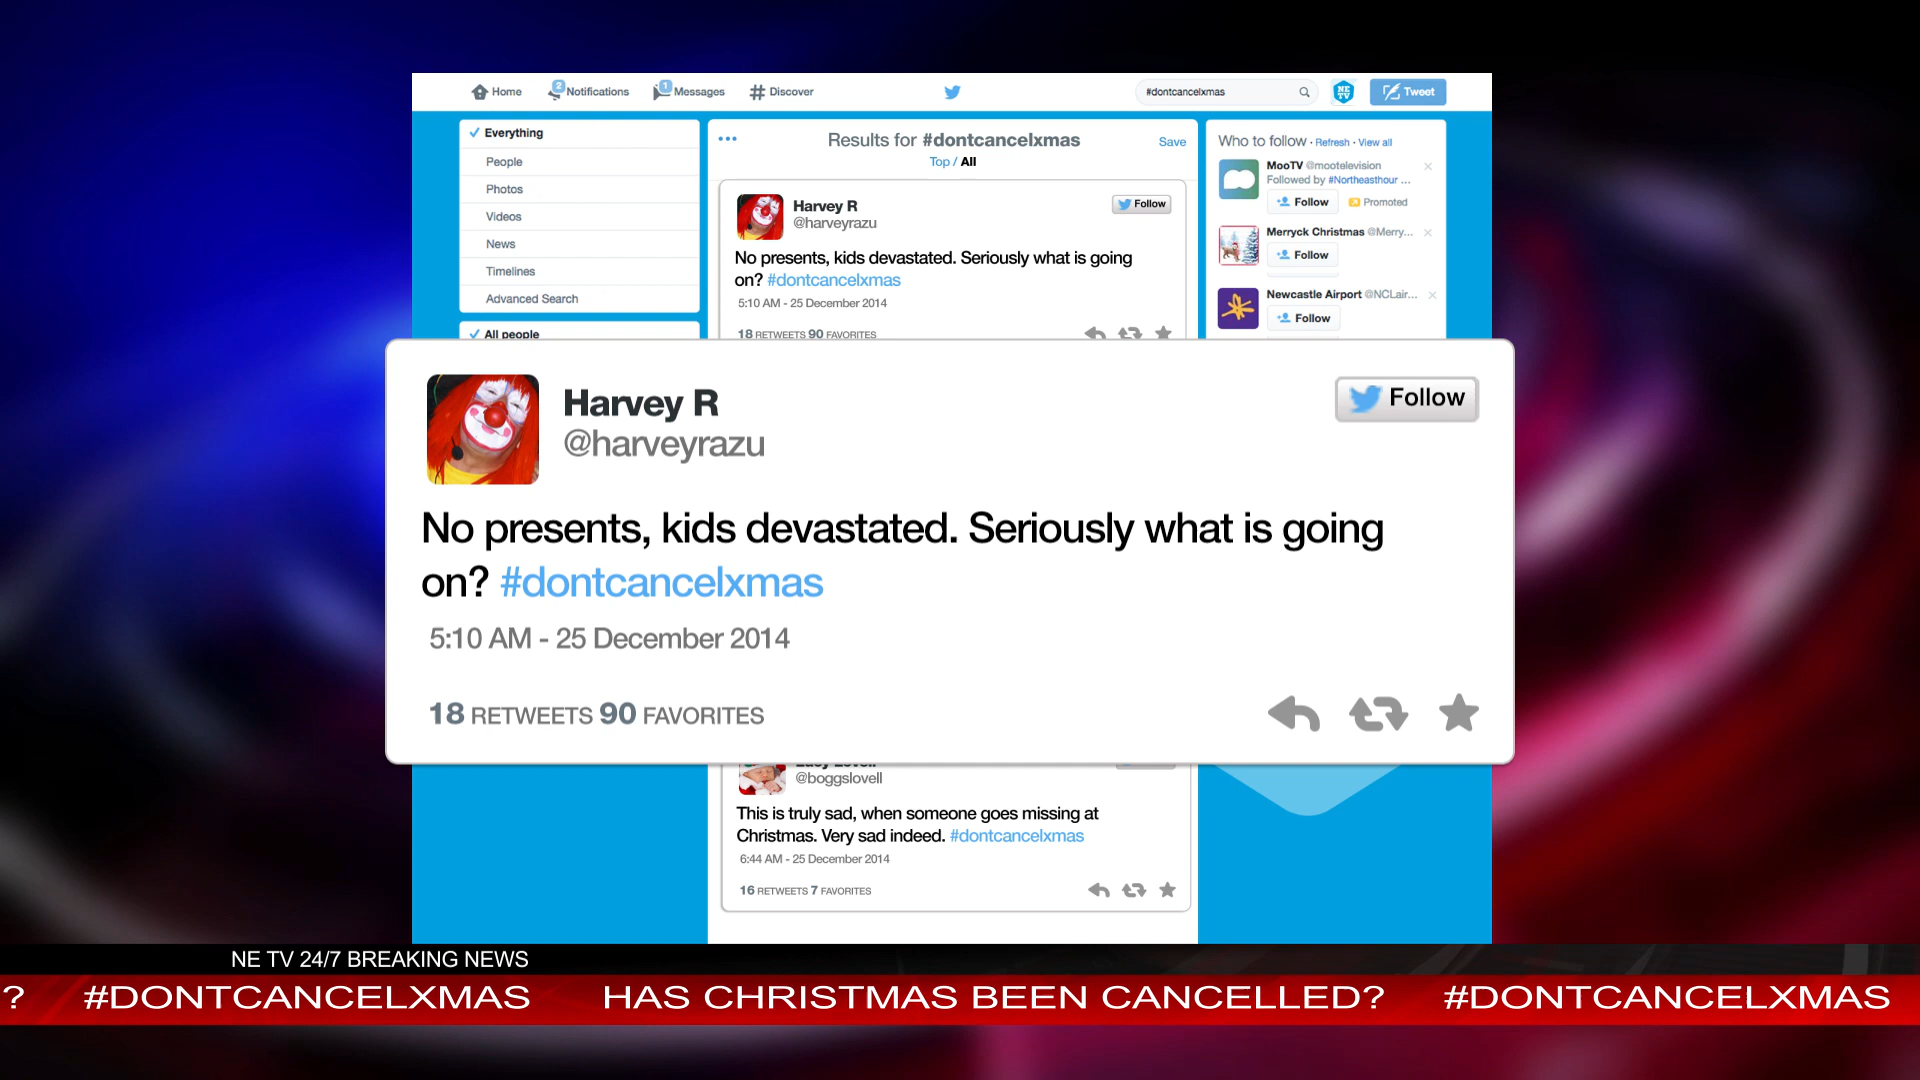 Home
2
Notifications
1
Messages
Discover
#dontcancelxmas
NE
TV
Tweet
Everything
People
Photos
Videos
News
Timelines
Advanced Search
All people
Results for #dontcancelxmas
Save
Top / All
Harvey R
@harveyrazu
Follow
No presents, kids devastated. Seriously what is going
on? #dontcancelxmas
5:10 AM - 25 December 2014
18 RETWEETS 90 FAVORITES
Who to follow · Refresh · View all
MooTV @mootelevision
Followed by #Northeasthour ...
Follow
Promoted
Merryck Christmas @Merry...
Follow
Newcastle Airport @NCLair...
Follow
Harvey R
@harveyrazu
Follow
No presents, kids devastated. Seriously what is going
on? #dontcancelxmas
5:10 AM - 25 December 2014
18 RETWEETS 90 FAVORITES
@boggslovell
This is truly sad, when someone goes missing at
Christmas. Very sad indeed. #dontcancelxmas
6:44 AM - 25 December 2014
16 RETWEETS 7 FAVORITES
NE TV 24/7 BREAKING NEWS
? #DONTCANCELXMAS HAS CHRISTMAS BEEN CANCELLED? #DONTCANCELXMAS